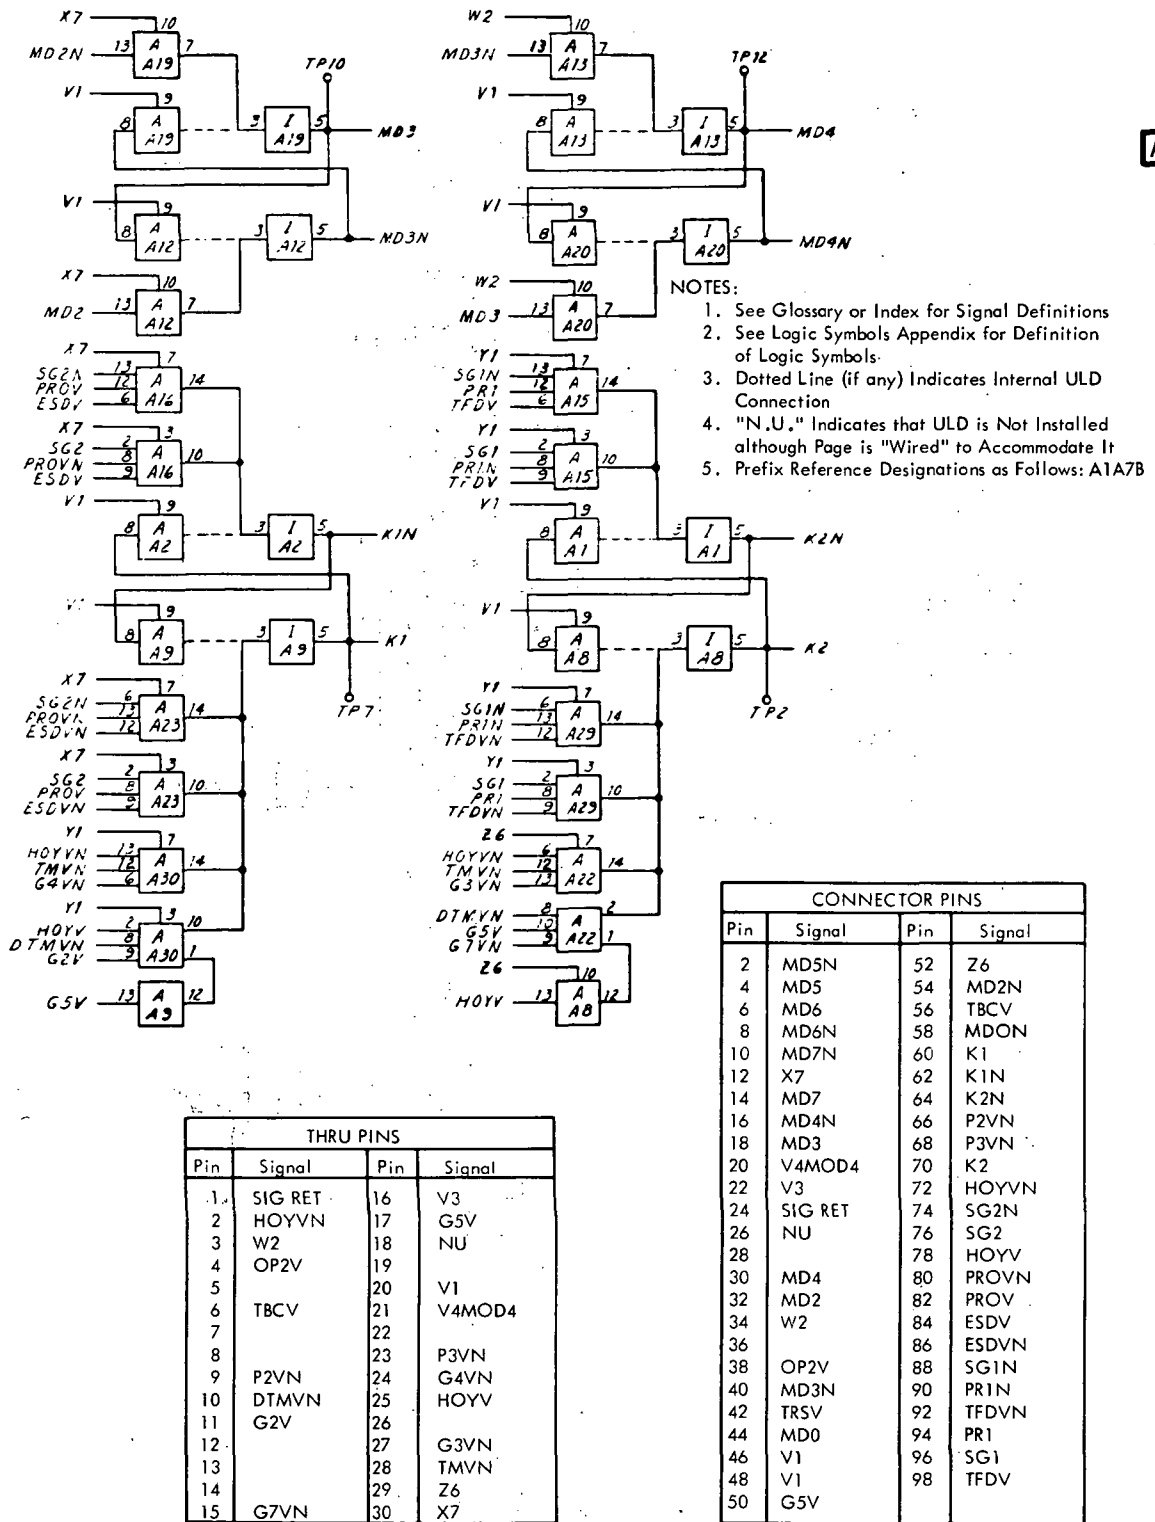 X7
10
MD2N 13 A 7
A19
TP10
V1
9
8 A 3 I 5 MD3
A19 A19
V1
9
8 A 3 I 5 MD3N
A12 A12
X7
10
MD2 13 A 7
A12
X7
7
SG2N 13 A 14
PROV 12
ESDV 6 A16
X7
3
SG2 2 A 10
PROVN 8
ESDV 9 A16
V1
9
8 A 3 I 5 K1N
A2 A2
9
8 A 3 I 5 K1
A9 A9
TP7
X7
7
SG2N 6 A 14
PROVN 13
ESDVN 12 A23
X7
3
SG2 2 A 10
PROV 8
ESDVN 9 A23
Y1
7
HOYVN 13 A 14
TMVN 12
G4VN 6 A30
Y1
3
HOYV 2 A 10
DTMVN 8
G2V 9 A30 1
G5V 13 A 12
A9
W2
10
MD3N 13 A 7
A13
TP12
V1
9
8 A 3 I 5 MD4
A13 A13
V1
9
8 A 3 I 5 MD4N
A20 A20
W2
10
MD3 13 A 7
A20
Y1
7
SG1N 13 A 14
PR1 12
TFDV 6 A15
Y1
3
SG1 2 A 10
PR1N 8
TFDV 9 A15
V1
9
8 A 3 I 5 K2N
A1 A1
V1
9
8 A 3 I 5 K2
A8 A8
TP2
Y1
7
SG1N 6 A 14
PR1N 13
TFDVN 12 A29
Y1
3
SG1 2 A 10
PR1 8
TFDVN 9 A29
Z6
7
HOYVN 6 A 14
TMVN 12
G3VN 13 A22
DTMVN 8 A 2
G5V 10
G7VN 9 A22 1
Z6
10
HOYV 13 A 12
A8
NOTES:
1. See Glossary or Index for Signal Definitions
2. See Logic Symbols Appendix for Definition
of Logic Symbols
3. Dotted Line (if any) Indicates Internal ULD
Connection
4. "N.U." Indicates that ULD is Not Installed
although Page is "Wired" to Accommodate It
5. Prefix Reference Designations as Follows: A1A7B
THRU PINS
Pin Signal Pin Signal
1 SIG RET 16 V3
2 HOYVN 17 G5V
3 W2 18 NU
4 OP2V 19
5 20 V1
6 TBCV 21 V4MOD4
7 22
8 23 P3VN
9 P2VN 24 G4VN
10 DTMVN 25 HOYV
11 G2V 26
12 27 G3VN
13 28 TMVN
14 29 Z6
15 G7VN 30 X7
CONNECTOR PINS
Pin Signal Pin Signal
2 MD5N 52 Z6
4 MD5 54 MD2N
6 MD6 56 TBCV
8 MD6N 58 MDON
10 MD7N 60 K1
12 X7 62 K1N
14 MD7 64 K2N
16 MD4N 66 P2VN
18 MD3 68 P3VN
20 V4MOD4 70 K2
22 V3 72 HOYVN
24 SIG RET 74 SG2N
26 NU 76 SG2
28 78 HOYV
30 MD4 80 PROVN
32 MD2 82 PROV
34 W2 84 ESDV
36 86 ESDVN
38 OP2V 88 SG1N
40 MD3N 90 PR1N
42 TRSV 92 TFDVN
44 MD0 94 PR1
46 V1 96 SG1
48 V1 98 TFDV
50 G5V